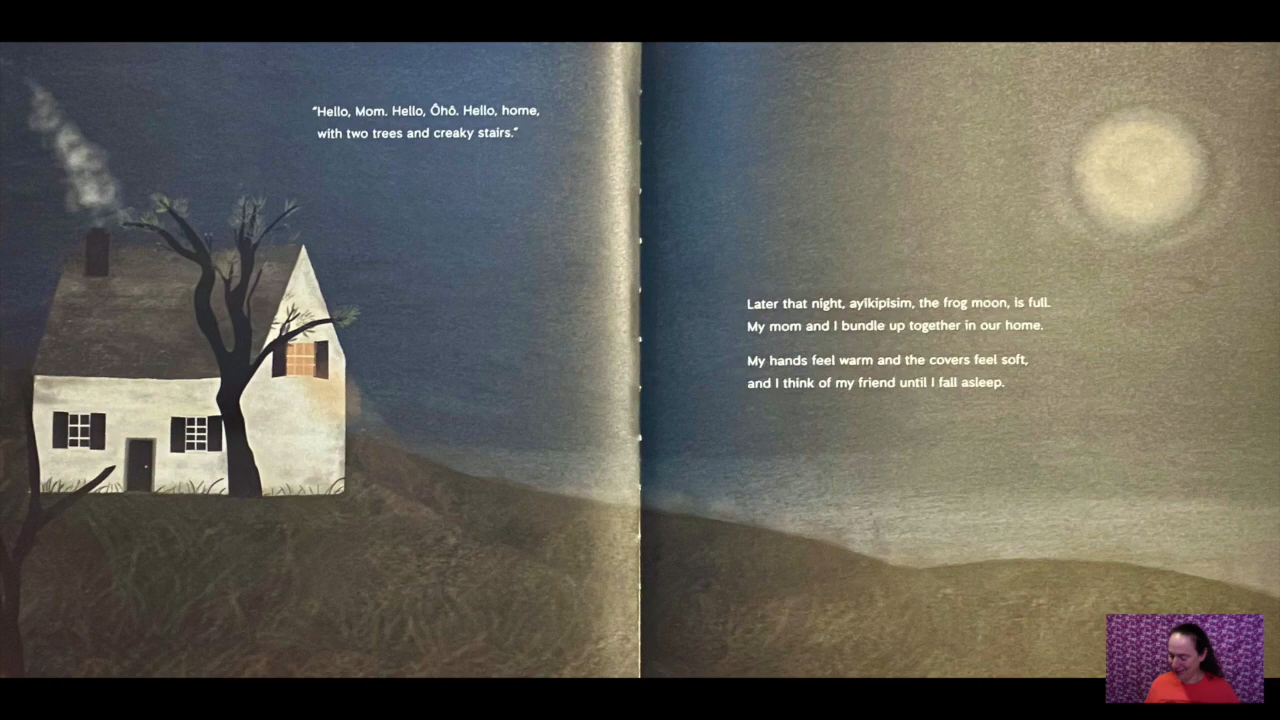 “Hello, Mom. Hello, Ôhô. Hello, home,
with two trees and creaky stairs.”
Later that night, ayîkipîsim, the frog moon, is full.
My mom and I bundle up together in our home.
My hands feel warm and the covers feel soft,
and I think of my friend until I fall asleep.